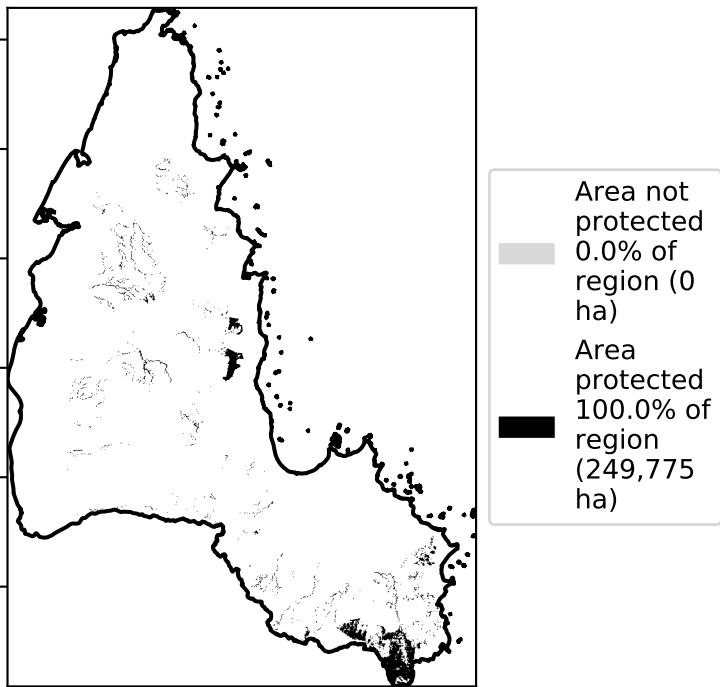 Area not
protected
0.0% of
region (0
ha)
Area
protected
100.0% of
region
(249,775
ha)